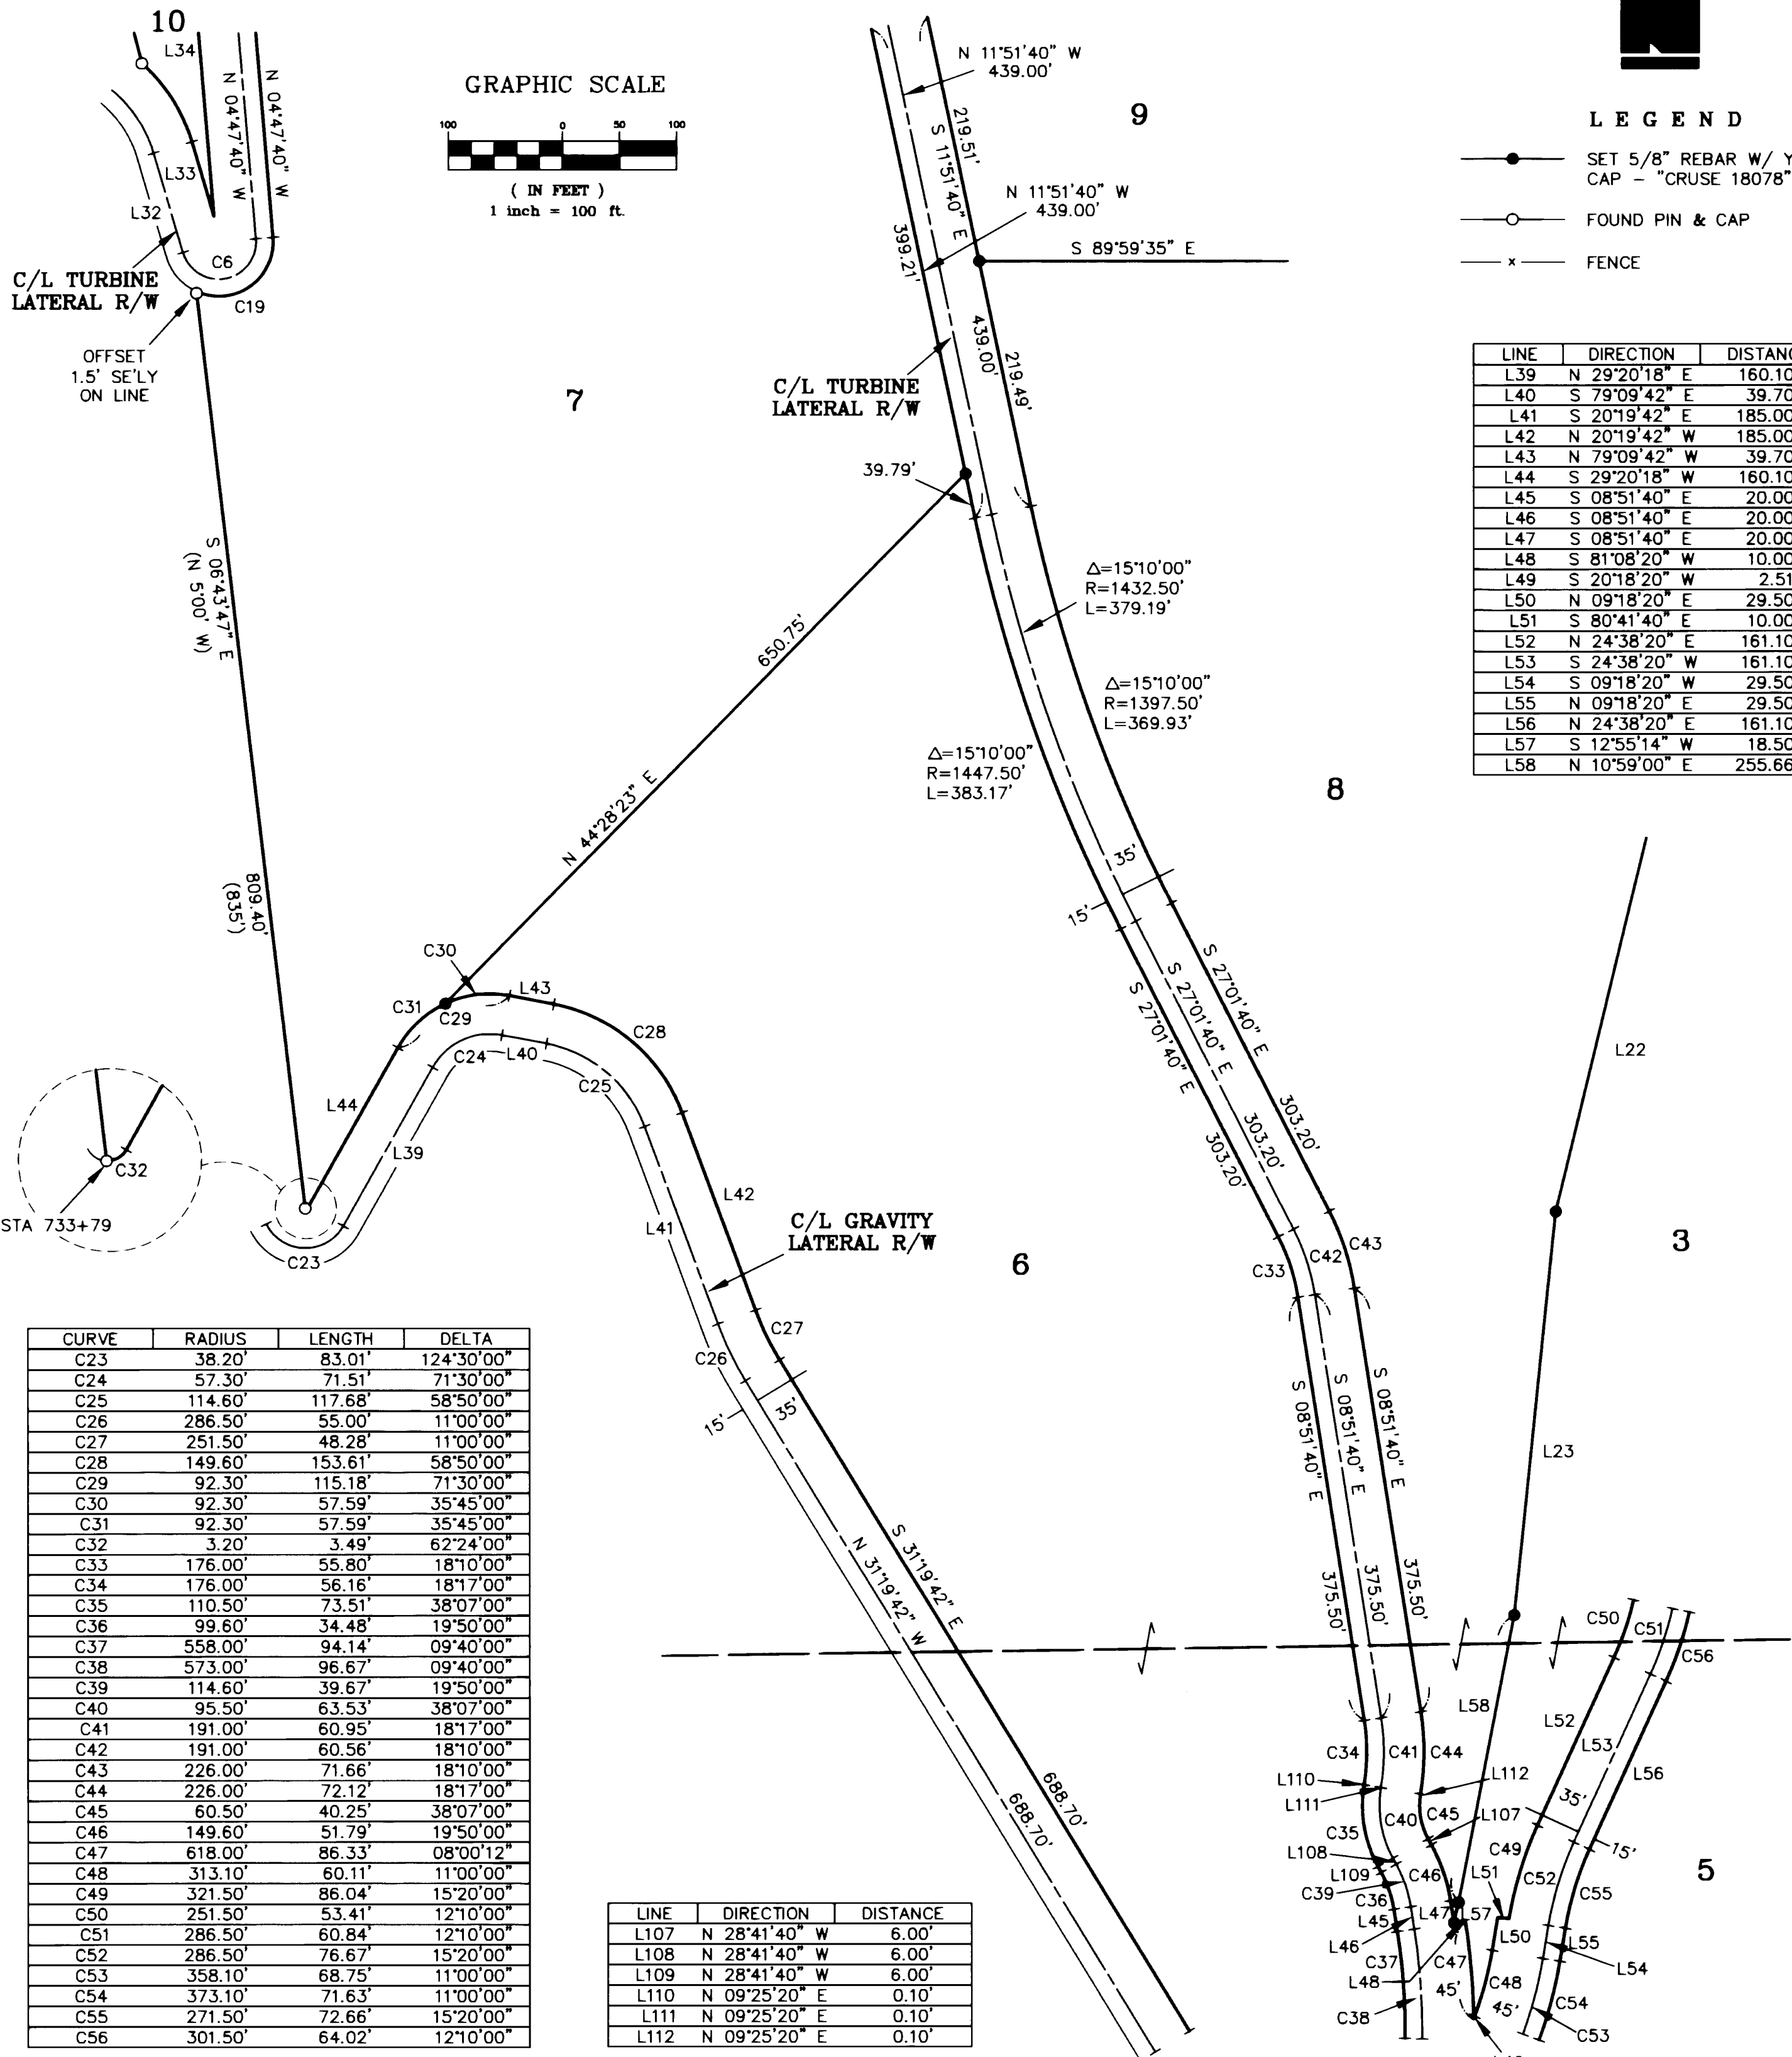 10
L34
N 04°47'40" W
N 04°47'40" W
L33
L32
C6
C/L TURBINE
LATERAL R/W
C19
OFFSET
1.5' SE'LY
ON LINE
GRAPHIC SCALE
100 0 50 100
( IN FEET )
1 inch = 100 ft.
7
N 11°51'40" W
439.00'
9
219.51'
S 11°51'40" E
N 11°51'40" W
439.00'
399.21'
S 89°59'35" E
439.00'
219.49'
C/L TURBINE
LATERAL R/W
39.79'
LEGEND
SET 5/8" REBAR W/ Y
CAP - "CRUSE 18078"
FOUND PIN & CAP
x FENCE
LINE DIRECTION DISTANC
L39 N 29°20'18" E 160.10
L40 S 79°09'42" E 39.70
L41 S 20°19'42" E 185.00
L42 N 20°19'42" W 185.00
L43 N 79°09'42" W 39.70
L44 S 29°20'18" W 160.10
L45 S 08°51'40" E 20.00
L46 S 08°51'40" E 20.00
L47 S 08°51'40" E 20.00
L48 S 81°08'20" W 10.00
L49 S 20°18'20" W 2.51
L50 N 09°18'20" E 29.50
L51 S 80°41'40" E 10.00
L52 N 24°38'20" E 161.10
L53 S 24°38'20" W 161.10
L54 S 09°18'20" W 29.50
L55 N 09°18'20" E 29.50
L56 N 24°38'20" E 161.10
L57 S 12°55'14" W 18.50
L58 N 10°59'00" E 255.66
S 06°43'47" E
(N 5°00' W)
809.40'
(835')
650.75'
N 44°28'23" E
Δ=15°10'00"
R=1432.50'
L=379.19'
Δ=15°10'00"
R=1397.50'
L=369.93'
Δ=15°10'00"
R=1447.50'
L=383.17'
8
35'
15'
S 27°01'40" E
S 27°01'40" E
S 27°01'40" E
303.20'
303.20'
303.20'
C30
L43
C31
C29
C28
C24
L40
C25
L44
L39
C32
STA 733+79
C23
L42
L41
C/L GRAVITY
LATERAL R/W
6
C27
C26
15'
35'
C33
C42
C43
L22
3
L23
S 08°51'40" E
S 08°51'40" E
S 08°51'40" E
375.50'
375.50'
375.50'
N 31°19'42" W
S 31°19'42" E
688.70'
688.70'
CURVE RADIUS LENGTH DELTA
C23 38.20' 83.01' 124°30'00"
C24 57.30' 71.51' 71°30'00"
C25 114.60' 117.68' 58°50'00"
C26 286.50' 55.00' 11°00'00"
C27 251.50' 48.28' 11°00'00"
C28 149.60' 153.61' 58°50'00"
C29 92.30' 115.18' 71°30'00"
C30 92.30' 57.59' 35°45'00"
C31 92.30' 57.59' 35°45'00"
C32 3.20' 3.49' 62°24'00"
C33 176.00' 55.80' 18°10'00"
C34 176.00' 56.16' 18°17'00"
C35 110.50' 73.51' 38°07'00"
C36 99.60' 34.48' 19°50'00"
C37 558.00' 94.14' 09°40'00"
C38 573.00' 96.67' 09°40'00"
C39 114.60' 39.67' 19°50'00"
C40 95.50' 63.53' 38°07'00"
C41 191.00' 60.95' 18°17'00"
C42 191.00' 60.56' 18°10'00"
C43 226.00' 71.66' 18°10'00"
C44 226.00' 72.12' 18°17'00"
C45 60.50' 40.25' 38°07'00"
C46 149.60' 51.79' 19°50'00"
C47 618.00' 86.33' 08°00'12"
C48 313.10' 60.11' 11°00'00"
C49 321.50' 86.04' 15°20'00"
C50 251.50' 53.41' 12°10'00"
C51 286.50' 60.84' 12°10'00"
C52 286.50' 76.67' 15°20'00"
C53 358.10' 68.75' 11°00'00"
C54 373.10' 71.63' 11°00'00"
C55 271.50' 72.66' 15°20'00"
C56 301.50' 64.02' 12°10'00"
LINE DIRECTION DISTANCE
L107 N 28°41'40" W 6.00'
L108 N 28°41'40" W 6.00'
L109 N 28°41'40" W 6.00'
L110 N 09°25'20" E 0.10'
L111 N 09°25'20" E 0.10'
L112 N 09°25'20" E 0.10'
C50
C51
C56
L58
L52
L53
L56
C34
C41
C44
L110
L111
L112
L107
C40
C45
C35
L108
L109
C39
C46
C36
L45
L46
L47
L57
L51
C49
C52
35'
15'
5
C55
L50
L55
L54
C37
L48
C47
45'
C48
45'
C38
C54
C53